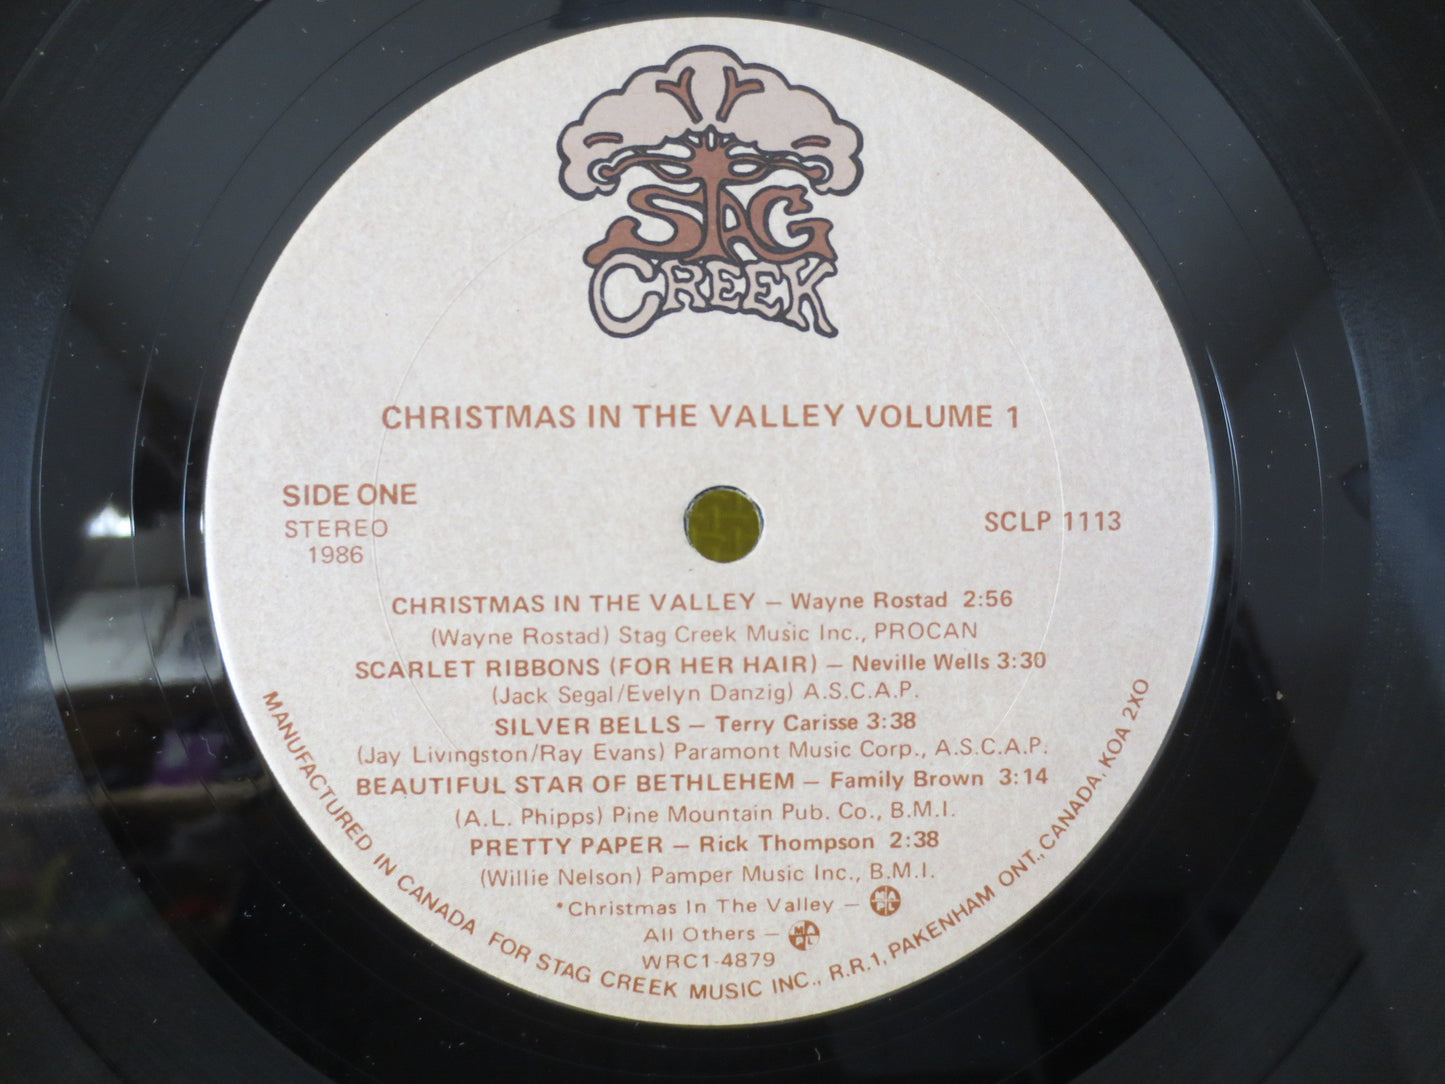 STAG
CREEK
CHRISTMAS IN THE VALLEY VOLUME 1
SIDE ONE
STEREO
1986
SCLP 1113
CHRISTMAS IN THE VALLEY — Wayne Rostad 2:56
(Wayne Rostad) Stag Creek Music Inc., PROCAN
SCARLET RIBBONS (FOR HER HAIR) — Neville Wells 3:30
(Jack Segal/Evelyn Danzig) A.S.C.A.P.
SILVER BELLS — Terry Carisse 3:38
(Jay Livingston/Ray Evans) Paramont Music Corp., A.S.C.A.P.
BEAUTIFUL STAR OF BETHLEHEM — Family Brown 3:14
(A.L. Phipps) Pine Mountain Pub. Co., B.M.I.
PRETTY PAPER — Rick Thompson 2:38
(Willie Nelson) Pamper Music Inc., B.M.I.
*Christmas In The Valley — MAPL
All Others — MAPL
WRC1-4879
MANUFACTURED IN CANADA FOR STAG CREEK MUSIC INC., R.R.1, PAKENHAM ONT., CANADA, KOA 2XO